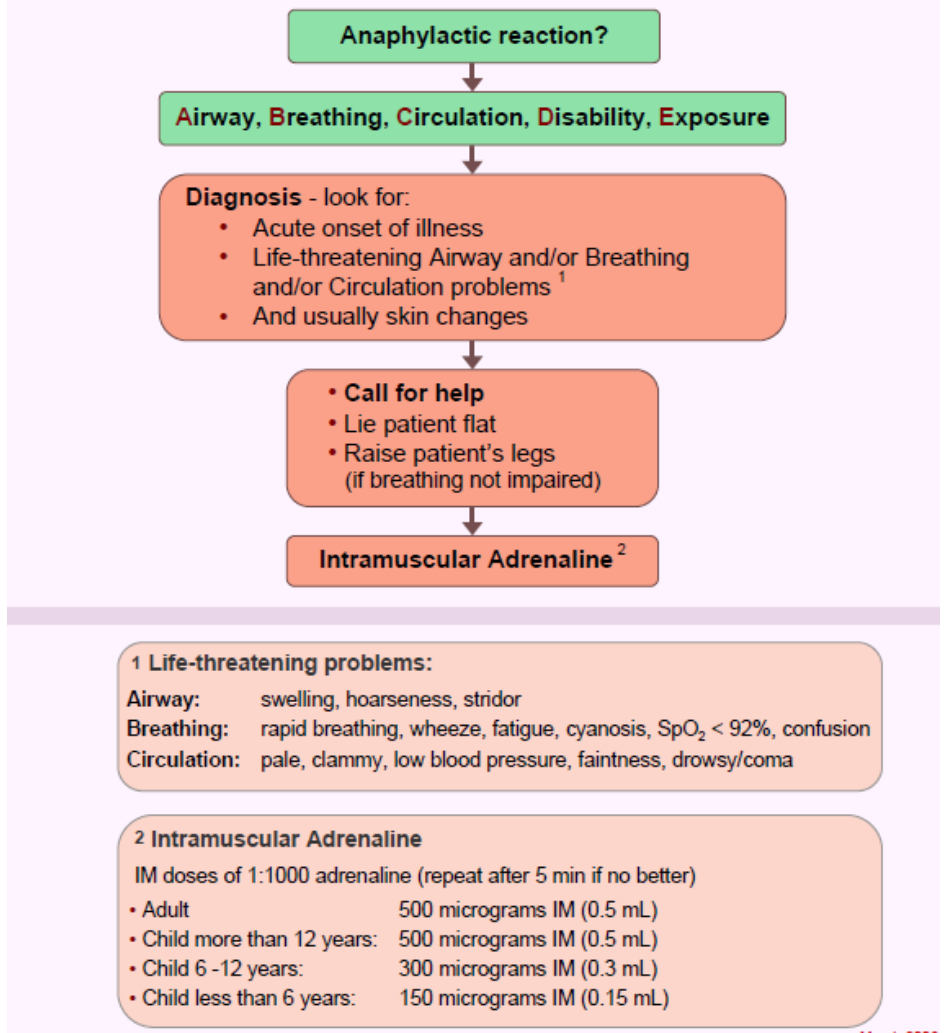 Anaphylactic reaction?
Airway, Breathing, Circulation, Disability, Exposure
Diagnosis - look for:
• Acute onset of illness
• Life-threatening Airway and/or Breathing
and/or Circulation problems 1
• And usually skin changes
• Call for help
• Lie patient flat
• Raise patient's legs
(if breathing not impaired)
Intramuscular Adrenaline 2
1 Life-threatening problems:
Airway: swelling, hoarseness, stridor
Breathing: rapid breathing, wheeze, fatigue, cyanosis, SpO2 < 92%, confusion
Circulation: pale, clammy, low blood pressure, faintness, drowsy/coma
2 Intramuscular Adrenaline
IM doses of 1:1000 adrenaline (repeat after 5 min if no better)
• Adult 500 micrograms IM (0.5 mL)
• Child more than 12 years: 500 micrograms IM (0.5 mL)
• Child 6 -12 years: 300 micrograms IM (0.3 mL)
• Child less than 6 years: 150 micrograms IM (0.15 mL)